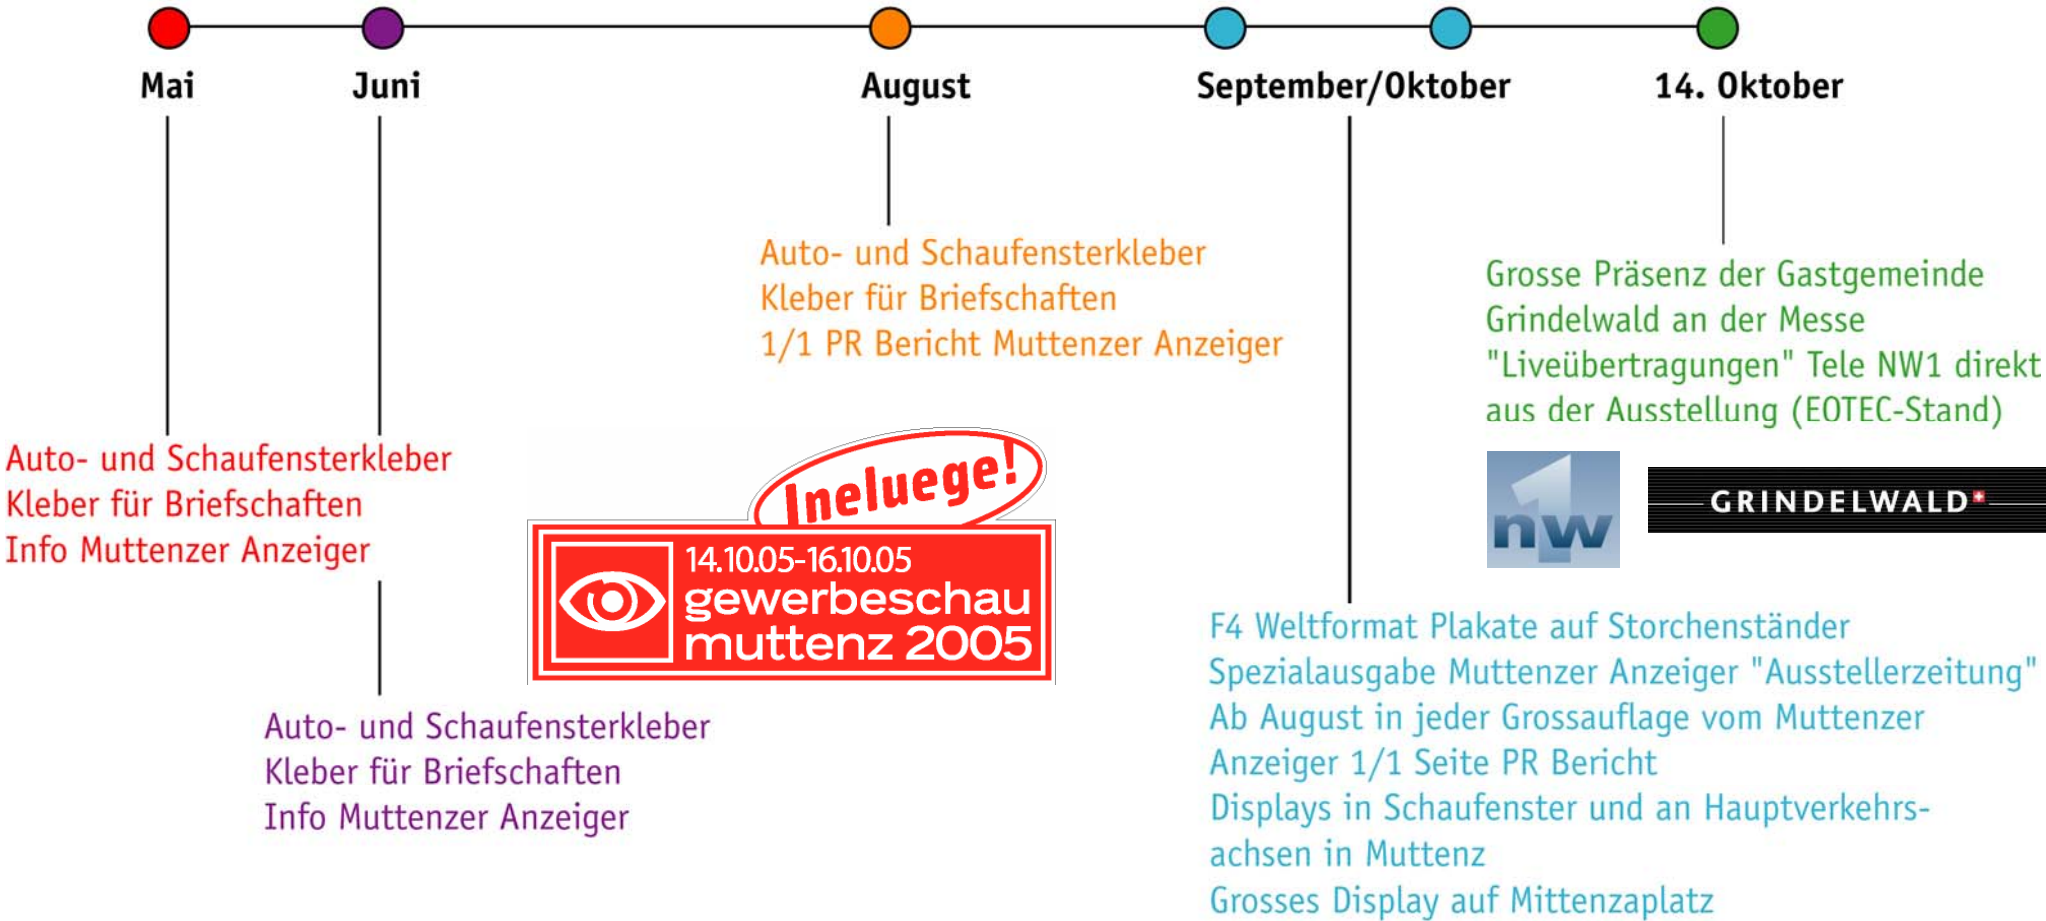 Mai
Juni
August
September/Oktober
14. Oktober
Auto- und Schaufensterkleber
Kleber für Briefschaften
Info Muttenzer Anzeiger
Auto- und Schaufensterkleber
Kleber für Briefschaften
Info Muttenzer Anzeiger
Auto- und Schaufensterkleber
Kleber für Briefschaften
1/1 PR Bericht Muttenzer Anzeiger
Ineluege!
14.10.05-16.10.05
gewerbeschau
muttenz 2005
F4 Weltformat Plakate auf Storchenständer
Spezialausgabe Muttenzer Anzeiger "Ausstellerzeitung"
Ab August in jeder Grossauflage vom Muttenzer
Anzeiger 1/1 Seite PR Bericht
Displays in Schaufenster und an Hauptverkehrs-
achsen in Muttenz
Grosses Display auf Mittenzaplatz
Grosse Präsenz der Gastgemeinde
Grindelwald an der Messe
"Liveübertragungen" Tele NW1 direkt
aus der Ausstellung (EOTEC-Stand)
nw1
GRINDELWALD